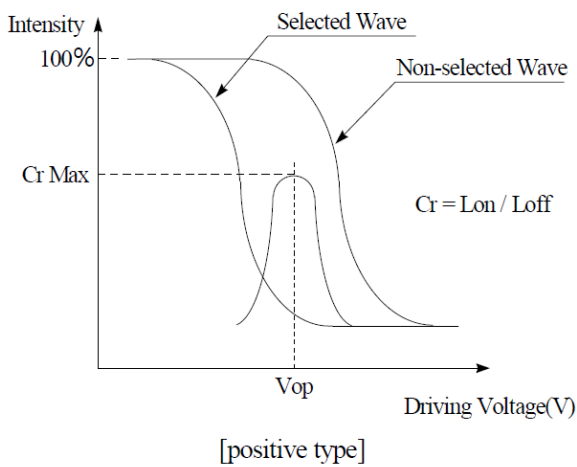 Intensity
Selected Wave
100%
Non-selected Wave
Cr Max
Cr = Lon / Loff
Vop
Driving Voltage(V)
[positive type]